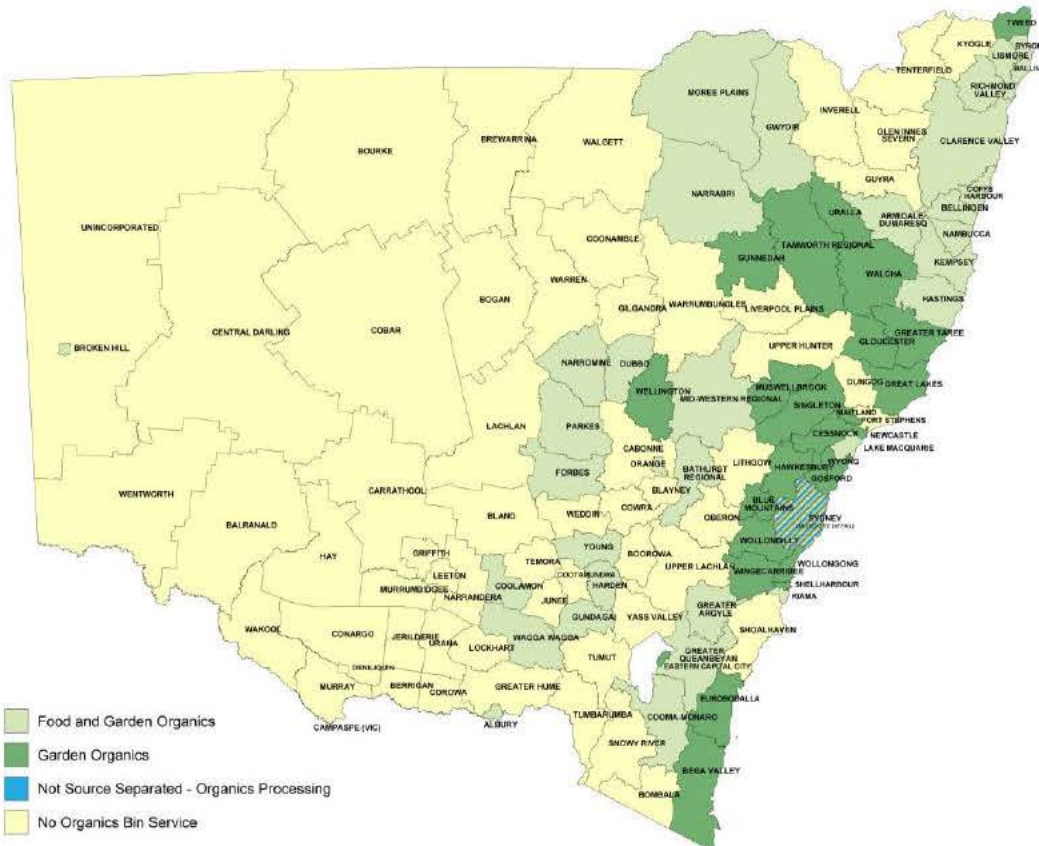 TWEED
KYOGLE
BYRON
LISMORE
TENTERFIELD
RICHMOND
VALLEY
MOREE PLAINS
INVERELL
GWYDIR
GLEN INNES
SEVERN
CLARENCE VALLEY
BREWARRINA
WALGETT
BOURKE
GUYRA
NARRABRI
COFFS
HARBOUR
BELLINGEN
URALLA
ARMIDALE
DUMARESQ
NAMBUCCA
UNINCORPORATED
COONAMBLE
TAMWORTH REGIONAL
GUNNEDAH
KEMPSEY
WALCHA
WARREN
BOGAN
HASTINGS
GILGANDRA
WARRUMBUNGLE
LIVERPOOL PLAINS
CENTRAL DARLING
COBAR
GREATER TAREE
GLOUCESTER
UPPER HUNTER
BROKEN HILL
NARROMINE
DUBBO
DUNGOG
GREAT LAKES
MUSWELLBROOK
WELLINGTON
MID-WESTERN REGIONAL
SINGLETON
MAITLAND
PORT STEPHENS
LACHLAN
PARKES
CESSNOCK
NEWCASTLE
LAKE MACQUARIE
CABONNE
ORANGE
LITHGOW
WYONG
HAWKESBURY
GOSFORD
FORBES
BATHURST
REGIONAL
WENTWORTH
CARRATHOOL
BLAYNEY
BLUE
MOUNTAINS
BALRANALD
BLAND
WEDDIN
COWRA
OBERON
SYDNEY
WOLLONDILLY
HAY
GRIFFITH
YOUNG
BOOROWA
TEMORA
UPPER LACHLAN
WOLLONGONG
LEETON
COOTAMUNDRA
WINGECARRIBEE
COOLAMON
HARDEN
SHELLHARBOUR
MURRUMBIDGEE
NARRANDERA
JUNEE
KIAMA
GREATER
ARGYLE
GUNDAGAI
YASS VALLEY
WAKOOL
CONARGO
JERILDERIE
URANA
LOCKHART
WAGGA WAGGA
SHOALHAVEN
TUMUT
GREATER
QUEANBEYAN
EASTERN CAPITAL CITY
DENILIQUIN
MURRAY
BERRIGAN
COROWA
GREATER HUME
EUROBODALLA
TUMBARUMBA
COOMA-MONARO
CAMPASPE (VIC)
ALBURY
SNOWY RIVER
BEGA VALLEY
BOMBALA
Food and Garden Organics
Garden Organics
Not Source Separated - Organics Processing
No Organics Bin Service